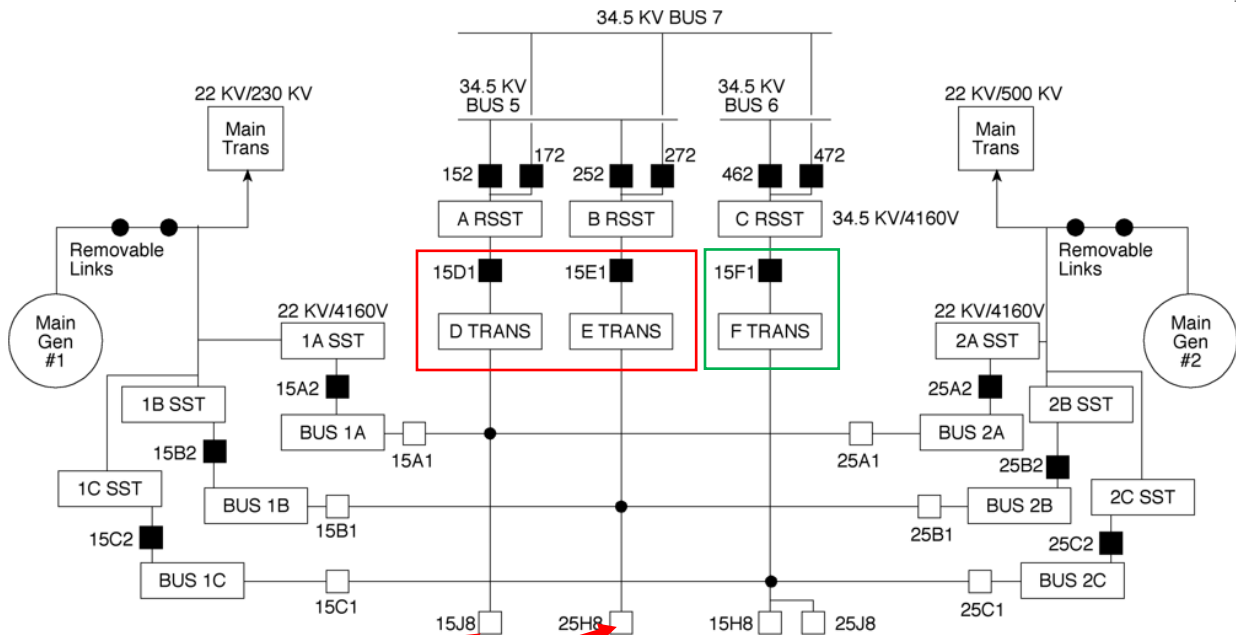 34.5 KV BUS 7
34.5 KV
BUS 5
34.5 KV
BUS 6
22 KV/230 KV
22 KV/500 KV
Main
Trans
Main
Trans
152
172
252
272
462
472
A RSST
B RSST
C RSST
34.5 KV/4160V
Removable
Links
Removable
Links
15D1
15E1
15F1
Main
Gen
#1
22 KV/4160V
1A SST
D TRANS
E TRANS
F TRANS
22 KV/4160V
2A SST
Main
Gen
#2
15A2
25A2
1B SST
2B SST
BUS 1A
15A1
25A1
BUS 2A
15B2
25B2
1C SST
2C SST
BUS 1B
15B1
25B1
BUS 2B
15C2
25C2
BUS 1C
15C1
25C1
BUS 2C
15J8
25H8
15H8
25J8